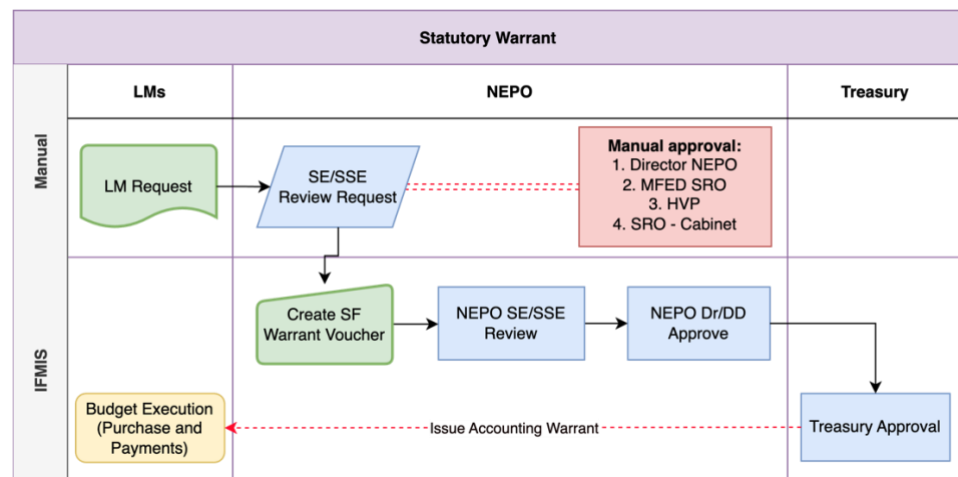 Statutory Warrant
LMs
NEPO
Treasury
Manual
LM Request
SE/SSE
Review Request
Manual approval:
1. Director NEPO
2. MFED SRO
3. HVP
4. SRO - Cabinet
IFMIS
Create SF
Warrant Voucher
NEPO SE/SSE
Review
NEPO Dr/DD
Approve
Budget Execution
(Purchase and
Payments)
Issue Accounting Warrant
Treasury Approval